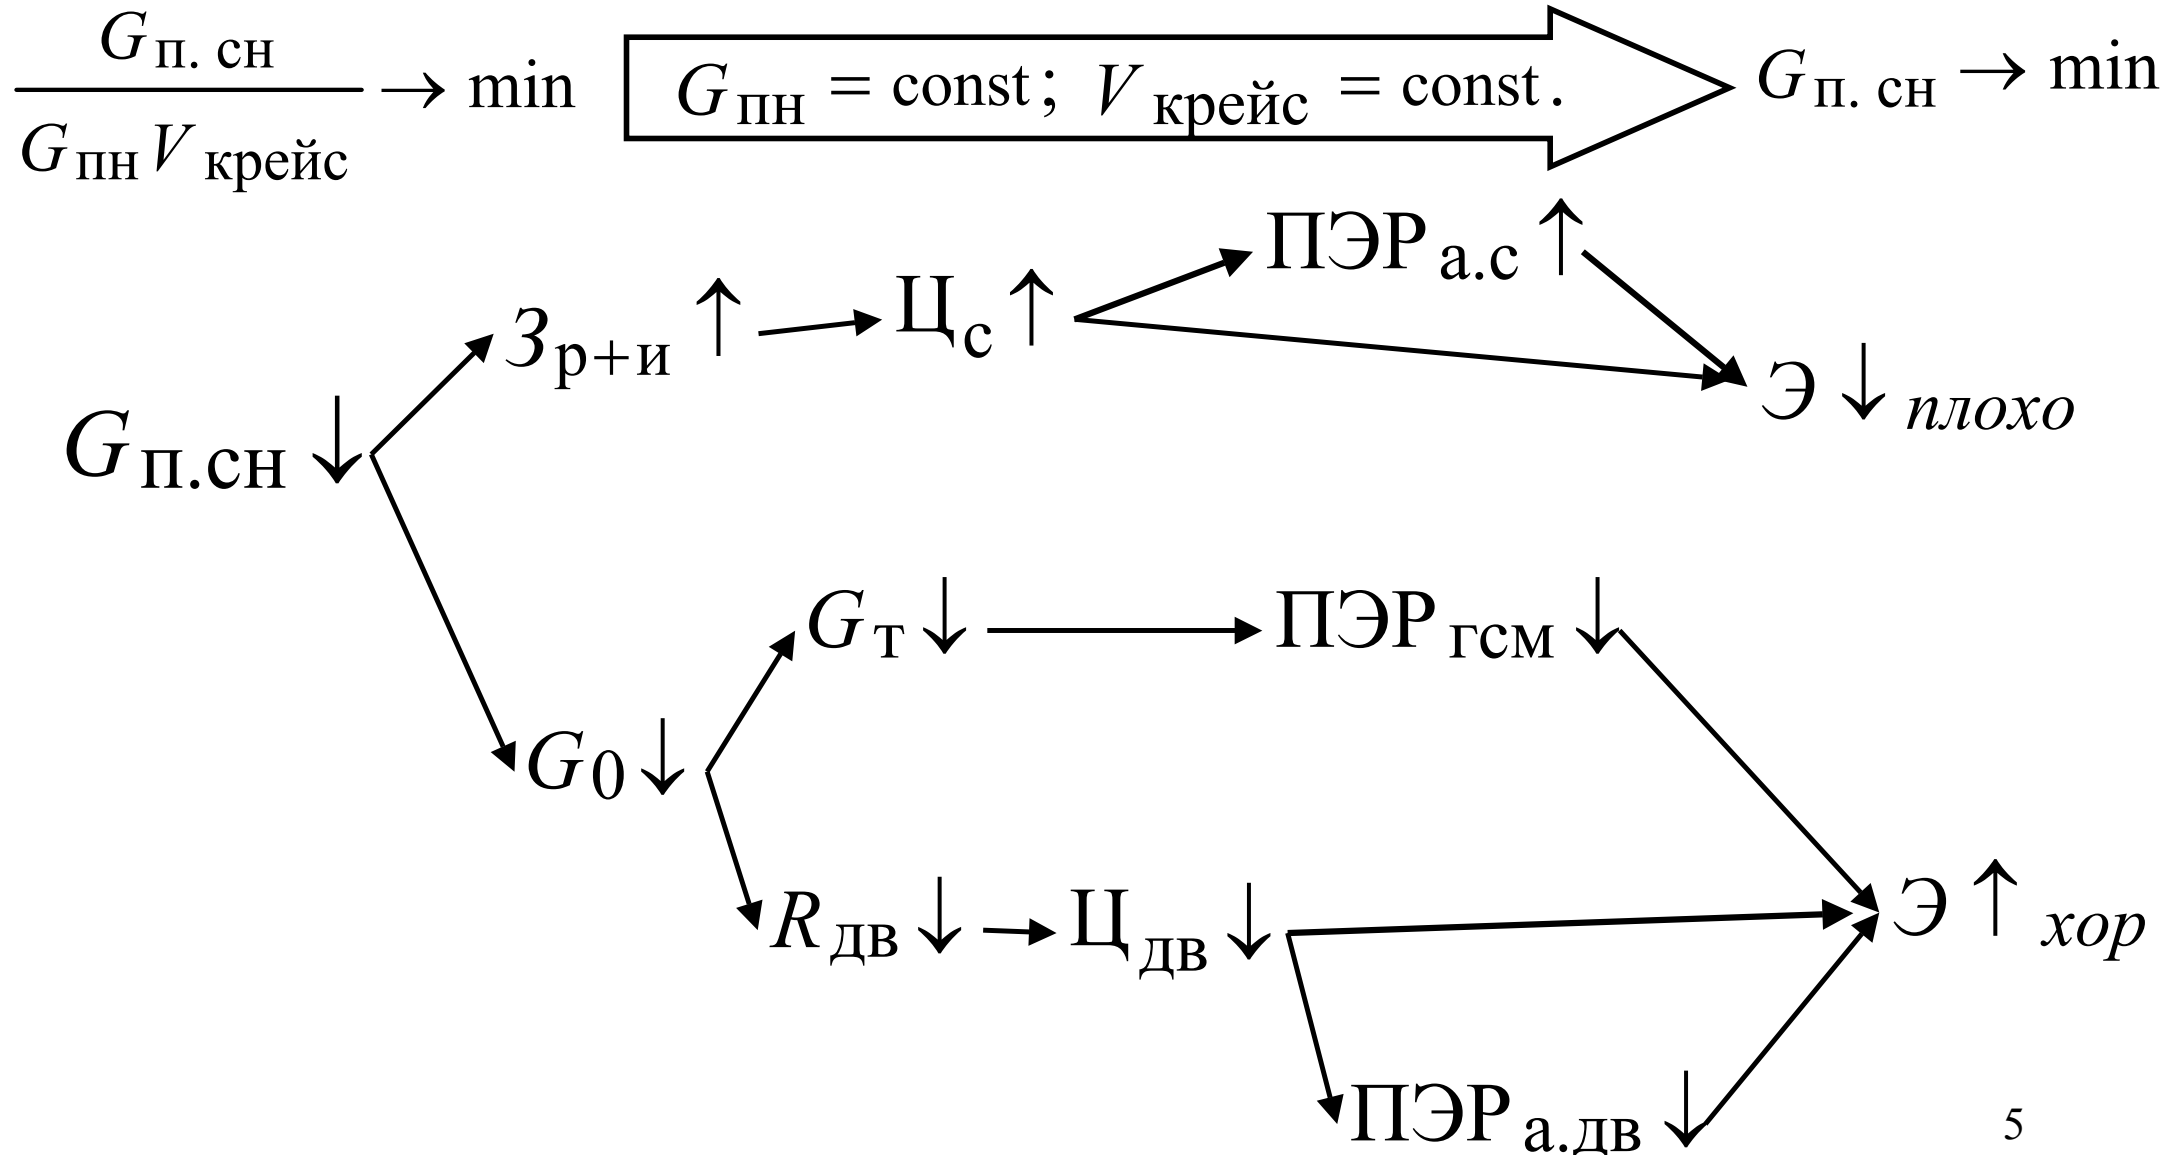 G п. сн / G пн V крейс → min
G пн = const; V крейс = const.
G п. сн → min
ПЭР а.с ↑
З р+и ↑
Ц с ↑
Э ↓ плохо
G п.сн ↓
G т ↓
ПЭР гсм ↓
G 0 ↓
R дв ↓
Ц дв ↓
Э ↑ хор
ПЭР а.дв ↓
5